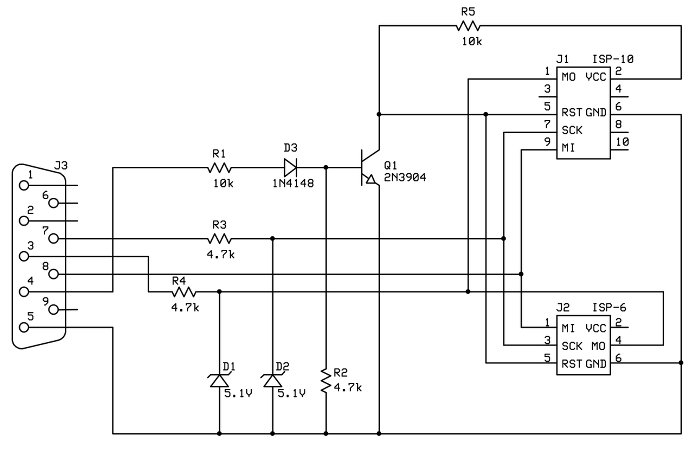 R5
10k
J1 ISP-10
1 MO VCC 2
3 4
5 RST GND 6
7 SCK 8
9 MI 10
R1
10k
D3
1N4148
Q1
2N3904
J3
1
6
2
7
3
8
4
9
5
R3
4.7k
R4
4.7k
J2 ISP-6
1 MI VCC 2
3 SCK MO 4
5 RST GND 6
D1
5.1V
D2
5.1V
R2
4.7k